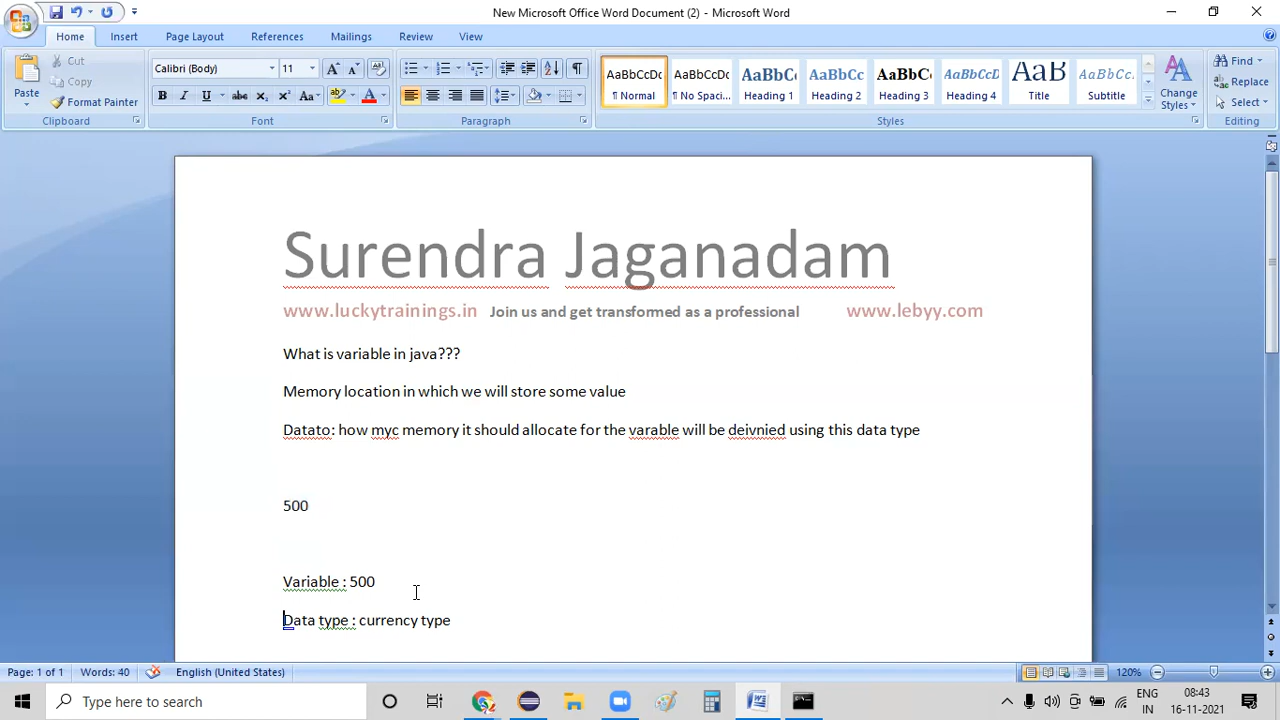 New Microsoft Office Word Document (2) - Microsoft Word
Home Insert Page Layout References Mailings Review View
Paste
Cut
Copy
Format Painter
Clipboard
Calibri (Body) 11
Font
Paragraph
AaBbCcDc AaBbCcDc AaBbC AaBbCc AaBbCc AaBbCcD AaB AaBbCc
¶ Normal ¶ No Spaci... Heading 1 Heading 2 Heading 3 Heading 4 Title Subtitle
Change Styles
Styles
Find
Replace
Select
Editing
Surendra Jaganadam
www.luckytrainings.in Join us and get transformed as a professional www.lebyy.com
What is variable in java???
Memory location in which we will store some value
Datato: how myc memory it should allocate for the varable will be deivnied using this data type
500
Variable : 500
Data type : currency type
Page: 1 of 1 Words: 40 English (United States) 120%
Type here to search
ENG
IN
08:43
16-11-2021